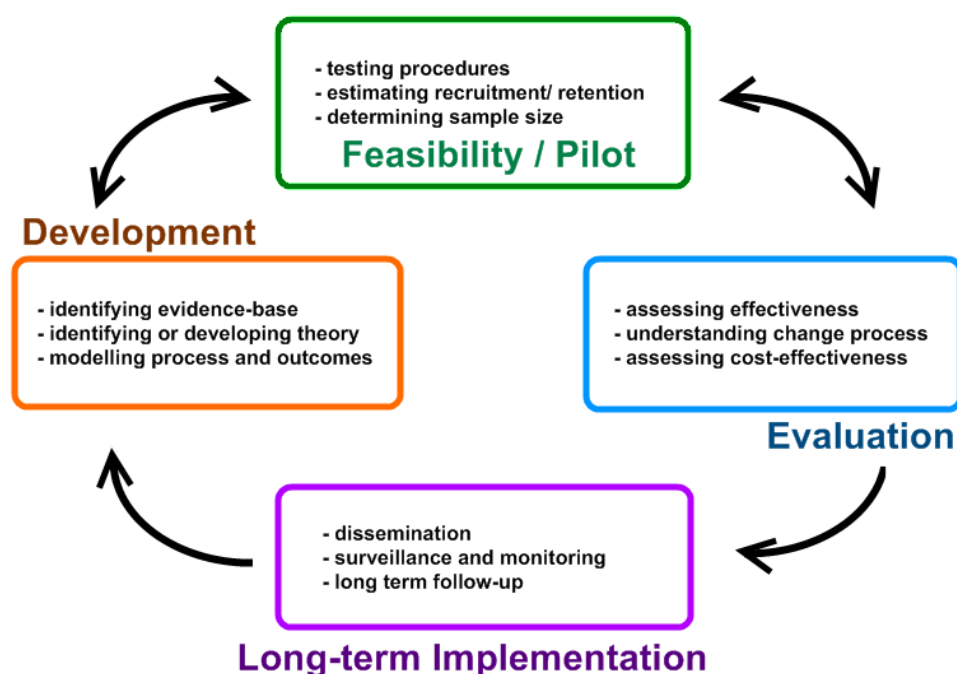 - testing procedures
- estimating recruitment/ retention
- determining sample size
Feasibility / Pilot
Development
- identifying evidence-base
- identifying or developing theory
- modelling process and outcomes
- assessing effectiveness
- understanding change process
- assessing cost-effectiveness
Evaluation
- dissemination
- surveillance and monitoring
- long term follow-up
Long-term Implementation